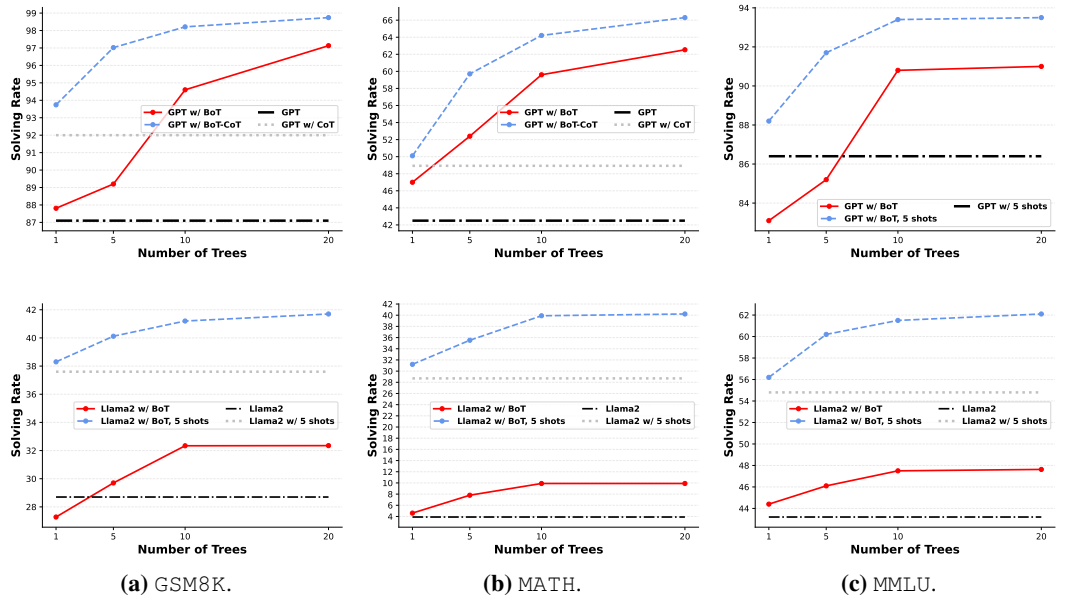 99
98
97
96
95
94
93
92
91
90
89
88
87
Solving Rate
GPT w/ BoT
GPT w/ BoT-CoT
GPT
GPT w/ CoT
1
5
10
20
Number of Trees
66
64
62
60
58
56
54
52
50
48
46
44
42
Solving Rate
GPT w/ BoT
GPT w/ BoT-CoT
GPT
GPT w/ CoT
1
5
10
20
Number of Trees
94
92
90
88
86
84
Solving Rate
GPT w/ BoT
GPT w/ BoT, 5 shots
GPT w/ 5 shots
1
5
10
20
Number of Trees
42
40
38
36
34
32
30
28
Solving Rate
Llama2 w/ BoT
Llama2 w/ BoT, 5 shots
Llama2
Llama2 w/ 5 shots
1
5
10
20
Number of Trees
42
40
38
36
34
32
30
28
26
24
22
20
18
16
14
12
10
8
6
4
Solving Rate
Llama2 w/ BoT
Llama2 w/ BoT, 5 shots
Llama2
Llama2 w/ 5 shots
1
5
10
20
Number of Trees
62
60
58
56
54
52
50
48
46
44
Solving Rate
Llama2 w/ BoT
Llama2 w/ BoT, 5 shots
Llama2
Llama2 w/ 5 shots
1
5
10
20
Number of Trees
(a) GSM8K.
(b) MATH.
(c) MMLU.